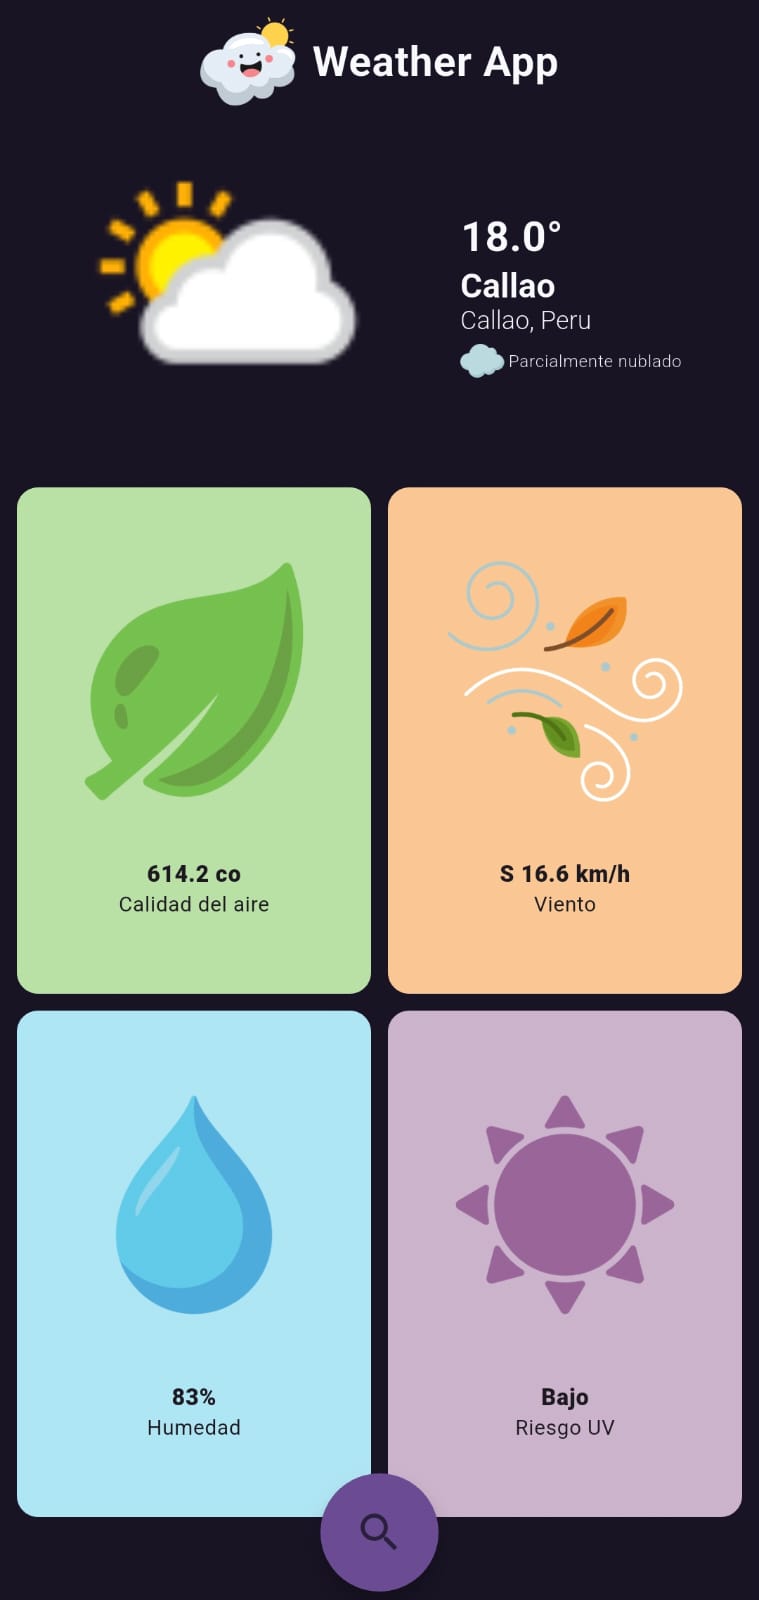 Weather App
18.0°
Callao
Callao, Peru
Parcialmente nublado
614.2 co
Calidad del aire
S 16.6 km/h
Viento
83%
Humedad
Bajo
Riesgo UV